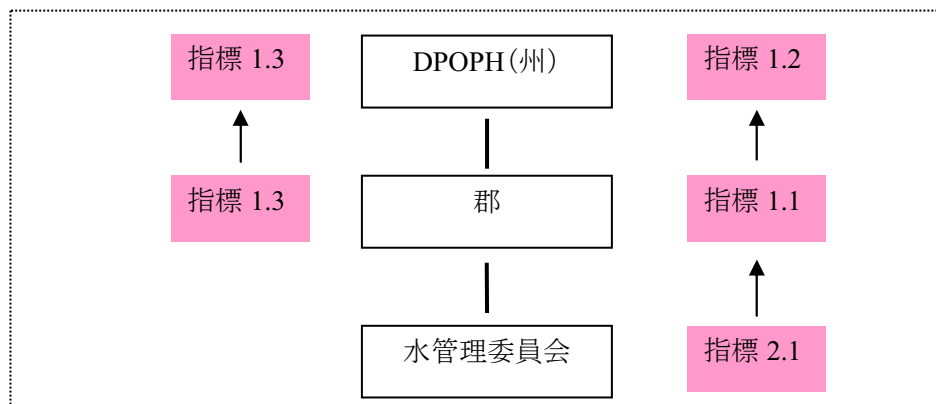 指標 1.3
DPOPH(州)
指標 1.2
指標 1.3
郡
指標 1.1
水管理委員会
指標 2.1